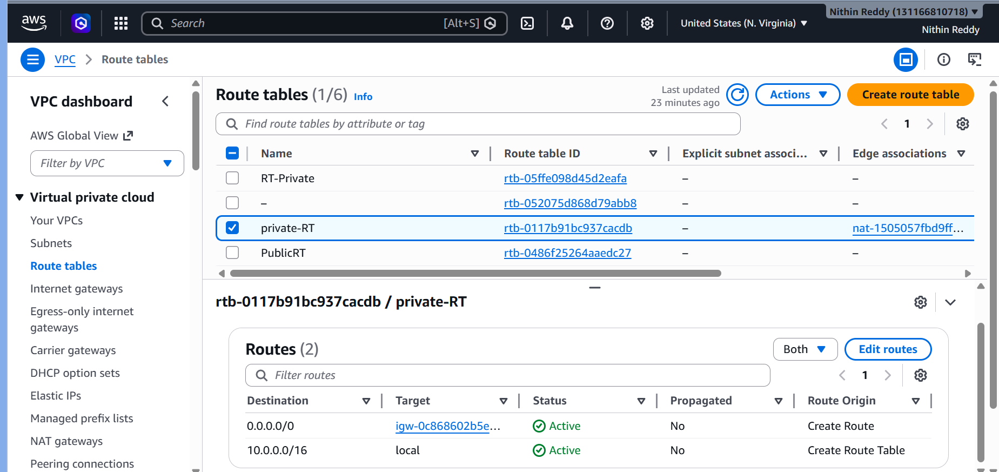 aws
Search
[Alt+S]
United States (N. Virginia)
Nithin Reddy (131166810718)
Nithin Reddy
VPC
Route tables
VPC dashboard
AWS Global View
Filter by VPC
Virtual private cloud
Your VPCs
Subnets
Route tables
Internet gateways
Egress-only internet
gateways
Carrier gateways
DHCP option sets
Elastic IPs
Managed prefix lists
NAT gateways
Peering connections
Route tables (1/6) Info
Last updated
23 minutes ago
Actions
Create route table
Find route tables by attribute or tag
1
Name Route table ID Explicit subnet associ... Edge associations
RT-Private rtb-05ffe098d45d2eafa – –
– rtb-052075d868d79abb8 – –
private-RT rtb-0117b91bc937cacdb – nat-1505057fbd9ff...
PublicRT rtb-0486f25264aaedc27 – –
rtb-0117b91bc937cacdb / private-RT
Routes (2)
Both
Edit routes
Filter routes
1
Destination Target Status Propagated Route Origin
0.0.0.0/0 igw-0c868602b5e... Active No Create Route
10.0.0.0/16 local Active No Create Route Table